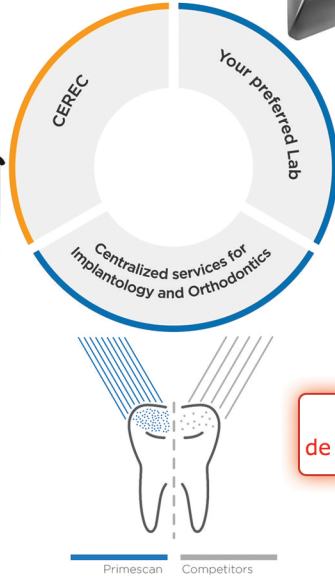 CEREC
Your preferred Lab
Centralized services for
Implantology and Orthodontics
de
Primescan
Competitors